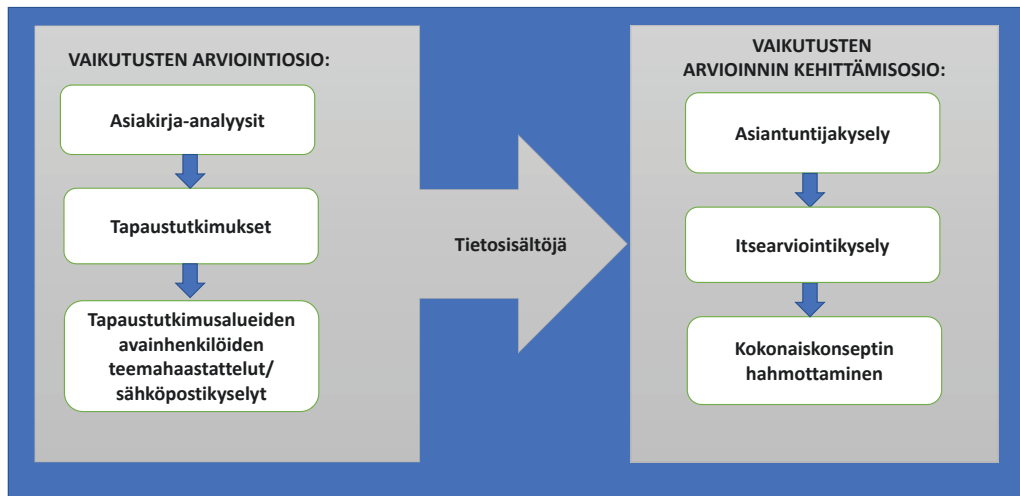 VAIKUTUSTEN ARVIOINTIOSIO:
Asiakirja-analyysit
Tapaustutkimukset
Tapaustutkimusalueiden
avainhenkilöiden
teemahaastattelut/
sähköpostikyselyt
Tietosisältöjä
VAIKUTUSTEN
ARVIOINNIN KEHITTÄMISOSIO:
Asiantuntijakysely
Itsearviointikysely
Kokonaiskonseptin
hahmottaminen